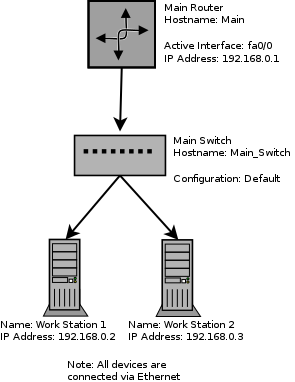 Main Router
Hostname: Main
Active Interface: fa0/0
IP Address: 192.168.0.1
Main Switch
Hostname: Main_Switch
Configuration: Default
Name: Work Station 1
IP Address: 192.168.0.2
Name: Work Station 2
IP Address: 192.168.0.3
Note: All devices are
connected via Ethernet